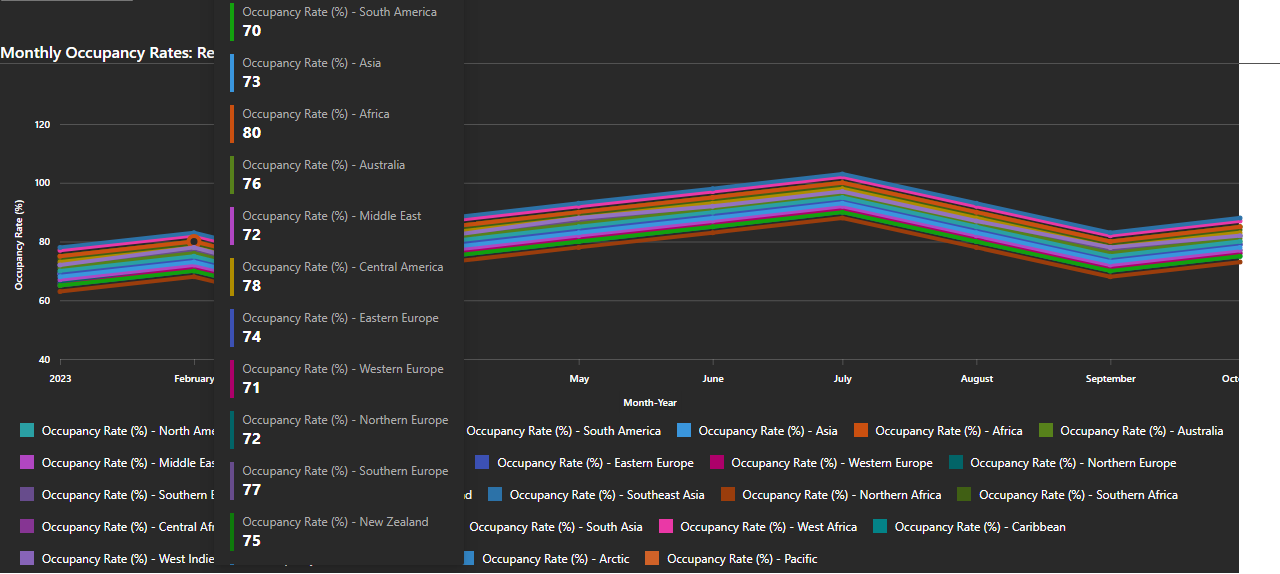 Occupancy Rate (%) - South America
70
Occupancy Rate (%) - Asia
73
Occupancy Rate (%) - Africa
80
Occupancy Rate (%) - Australia
76
Occupancy Rate (%) - Middle East
72
Occupancy Rate (%) - Central America
78
Occupancy Rate (%) - Eastern Europe
74
Occupancy Rate (%) - Western Europe
71
Occupancy Rate (%) - Northern Europe
72
Occupancy Rate (%) - Southern Europe
77
Occupancy Rate (%) - New Zealand
75
Monthly Occupancy Rates: Re
Occupancy Rate (%)
120
100
80
60
40
2023 February May June July August September Octo
Month-Year
Occupancy Rate (%) - North Ame Occupancy Rate (%) - South America Occupancy Rate (%) - Asia Occupancy Rate (%) - Africa Occupancy Rate (%) - Australia
Occupancy Rate (%) - Middle Eas Occupancy Rate (%) - Eastern Europe Occupancy Rate (%) - Western Europe Occupancy Rate (%) - Northern Europe
Occupancy Rate (%) - Southern E d Occupancy Rate (%) - Southeast Asia Occupancy Rate (%) - Northern Africa Occupancy Rate (%) - Southern Africa
Occupancy Rate (%) - Central Afr Occupancy Rate (%) - South Asia Occupancy Rate (%) - West Africa Occupancy Rate (%) - Caribbean
Occupancy Rate (%) - West Indie Occupancy Rate (%) - Arctic Occupancy Rate (%) - Pacific